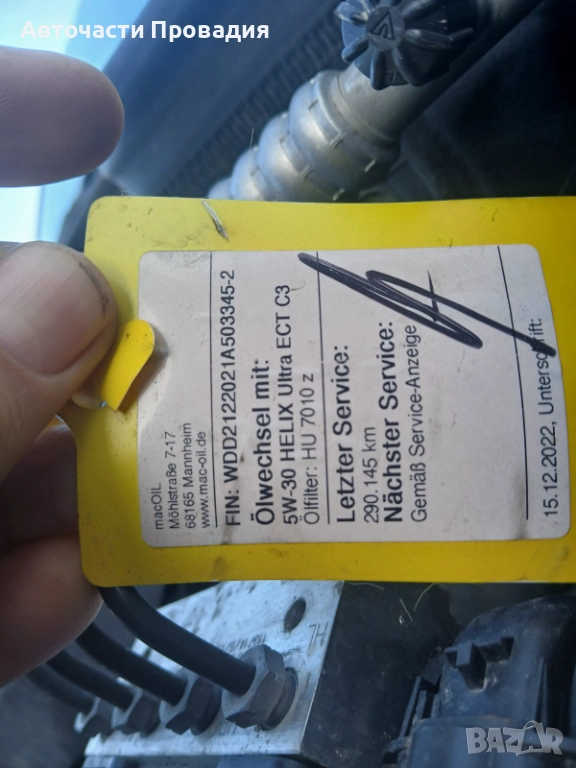 Авточасти Провадия
macOIL
Möhlstraße 7-17
68165 Mannheim
www.mac-oil.de
FIN: WDD2122021A503345-2
Ölwechsel mit:
5W-30 HELIX Ultra ECT C3
Ölfilter: HU 7010 z
Letzter Service:
290.145 km
Nächster Service:
Gemäß Service-Anzeige
15.12.2022, Unterschrift:
HL
BAZAR